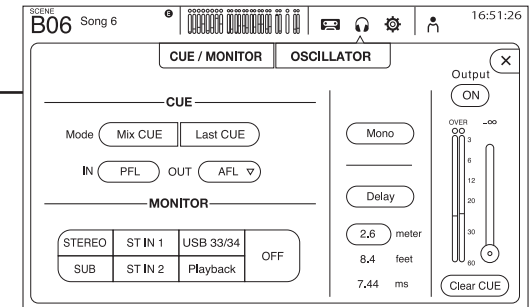 SCENE
B06 Song 6 E 16:51:26
CUE / MONITOR OSCILLATOR
×
Output
ON
CUE
Mode Mix CUE Last CUE
IN PFL OUT AFL
MONITOR
STEREO ST IN 1 USB 33/34 OFF
SUB ST IN 2 Playback
Mono
Delay
2.6 meter
8.4 feet
7.44 ms
OVER -∞
3
6
12
20
30
60
Clear CUE